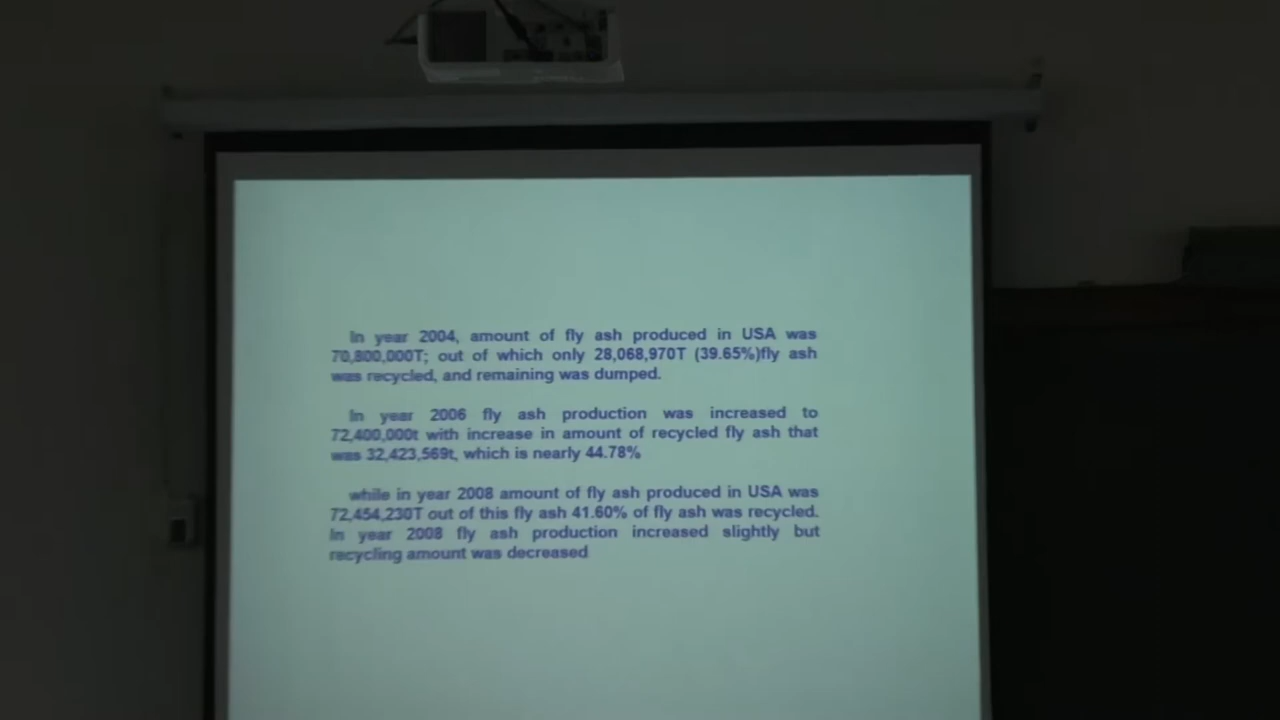 In year 2004, amount of fly ash produced in USA was
70,800,000T; out of which only 28,068,970T (39.65%)fly ash
was recycled, and remaining was dumped.
In year 2006 fly ash production was increased to
72,400,000t with increase in amount of recycled fly ash that
was 32,423,569t, which is nearly 44.78%
while in year 2008 amount of fly ash produced in USA was
72,454,230T out of this fly ash 41.60% of fly ash was recycled.
In year 2008 fly ash production increased slightly but
recycling amount was decreased